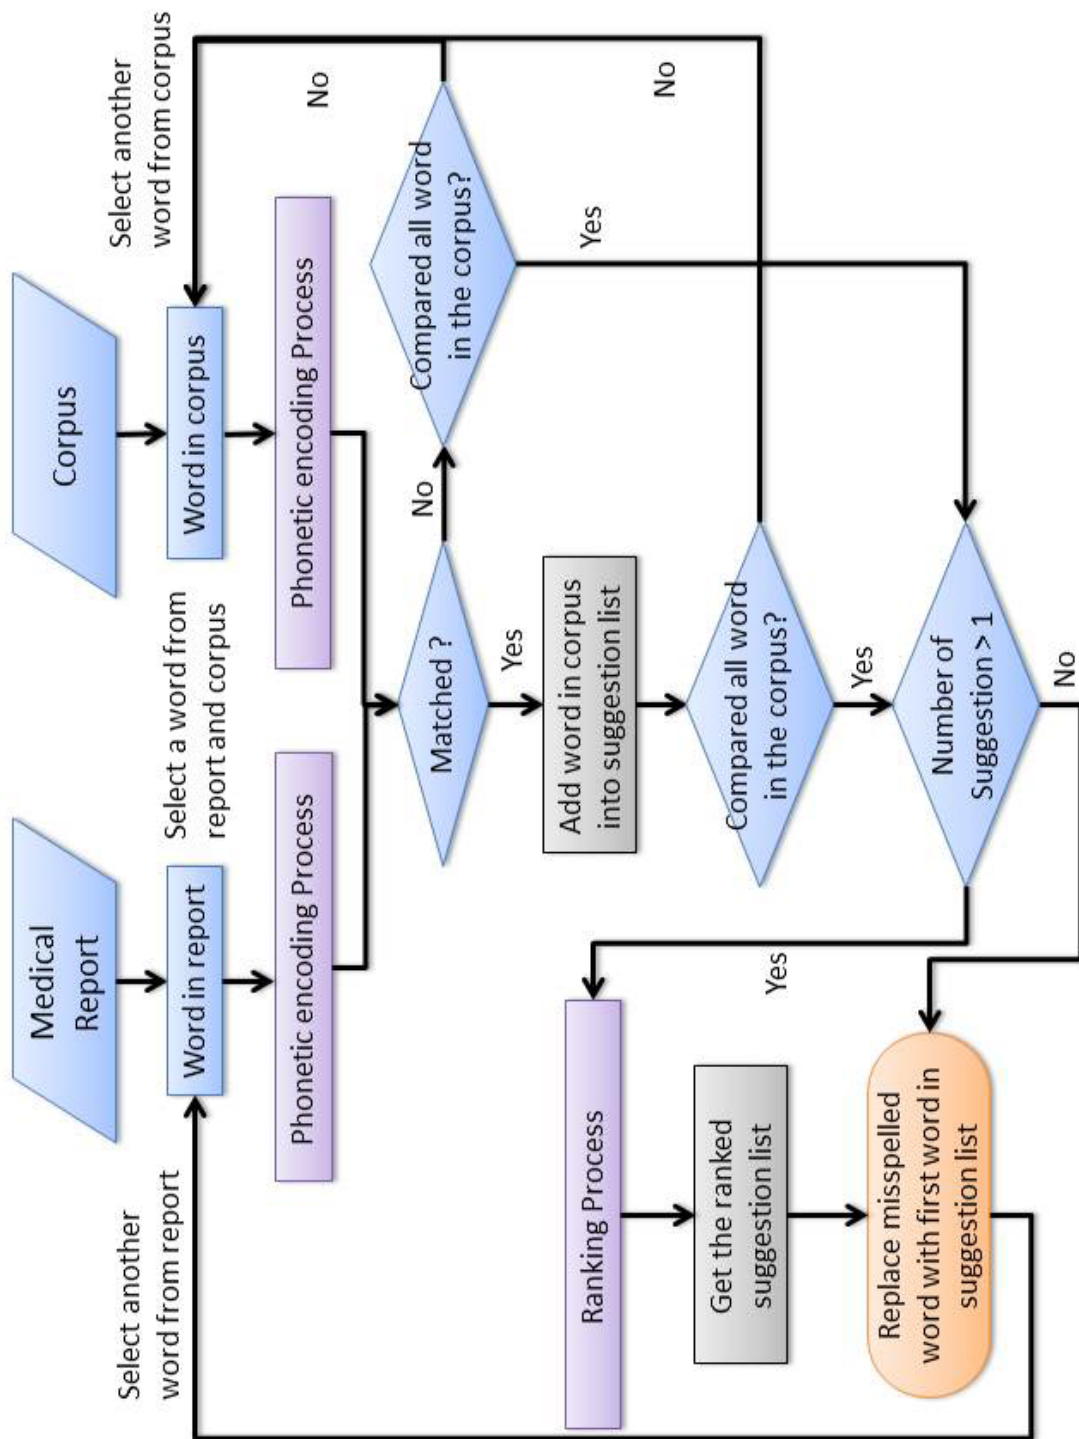 Medical
Report
Corpus
Select another
word from report
Word in report
Select a word from
report and corpus
Word in corpus
Select another
word from corpus
Phonetic encoding Process
Phonetic encoding Process
No
Matched ?
No
Compared all word
in the corpus?
Yes
Yes
Ranking Process
Add word in corpus
into suggestion list
No
Get the ranked
suggestion list
Compared all word
in the corpus?
Yes
Yes
Replace misspelled
word with first word in
suggestion list
Number of
Suggestion > 1
No